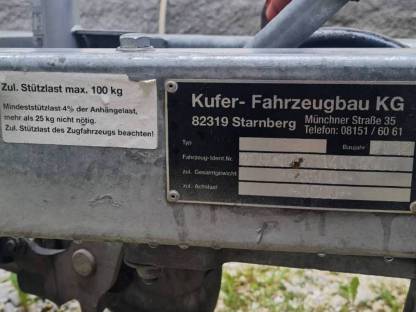 Zul. Stützlast max. 100 kg
Mindeststützlast 4% der Anhängelast,
mehr als 25 kg nicht nötig.
Zul. Stützlast des Zugfahrzeugs beachten!
Kufer- Fahrzeugbau KG
82319 Starnberg
Münchner Straße 35
Telefon: 08151 / 60 61
Typ
Baujahr
Fahrzeug-Ident.Nr.
zul. Gesamtgewicht
zul. Achslast